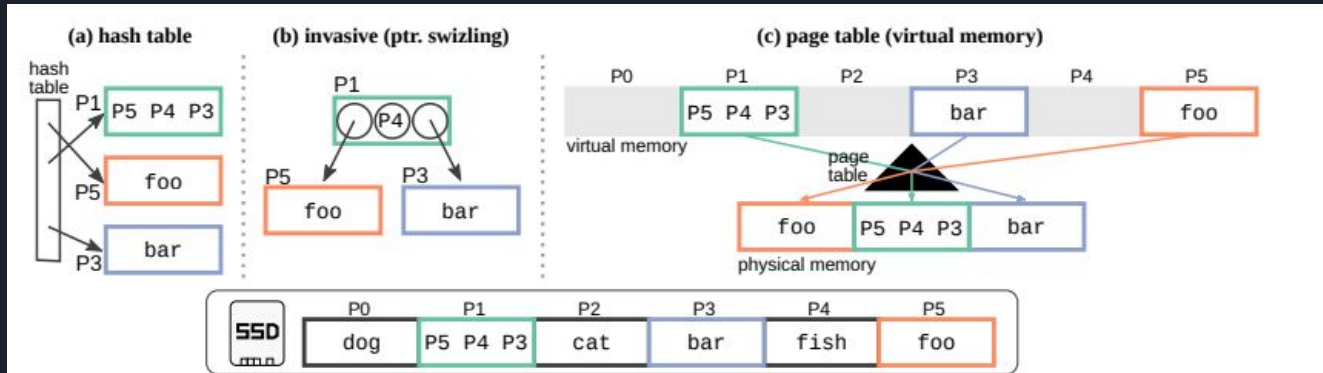 (a) hash table
hash
table
P1
P5 P4 P3
P5
foo
P3
bar
(b) invasive (ptr. swizling)
P1
P4
P5
foo
P3
bar
(c) page table (virtual memory)
P0 P1 P2 P3 P4 P5
P5 P4 P3 bar foo
virtual memory
page
table
foo P5 P4 P3 bar
physical memory
SSD
P0 P1 P2 P3 P4 P5
dog P5 P4 P3 cat bar fish foo